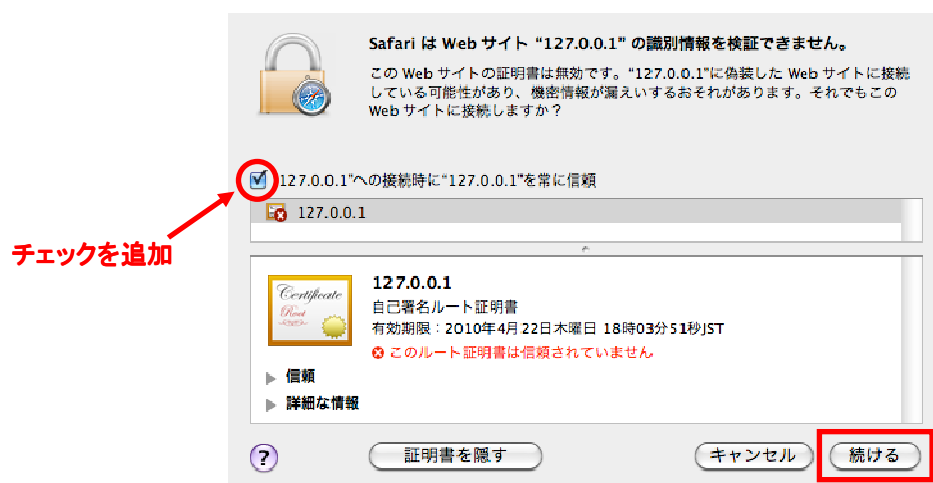 Safari は Web サイト “127.0.0.1” の識別情報を検証できません。
この Web サイトの証明書は無効です。“127.0.0.1”に偽装した Web サイトに接続
している可能性があり、機密情報が漏えいするおそれがあります。それでもこの
Web サイトに接続しますか？
127.0.0.1”への接続時に“127.0.0.1”を常に信頼
127.0.0.1
チェックを追加
Certificate
Root
127.0.0.1
自己署名ルート証明書
有効期限：2010年4月22日木曜日 18時03分51秒JST
このルート証明書は信頼されていません
信頼
詳細な情報
?
証明書を隠す
キャンセル
続ける